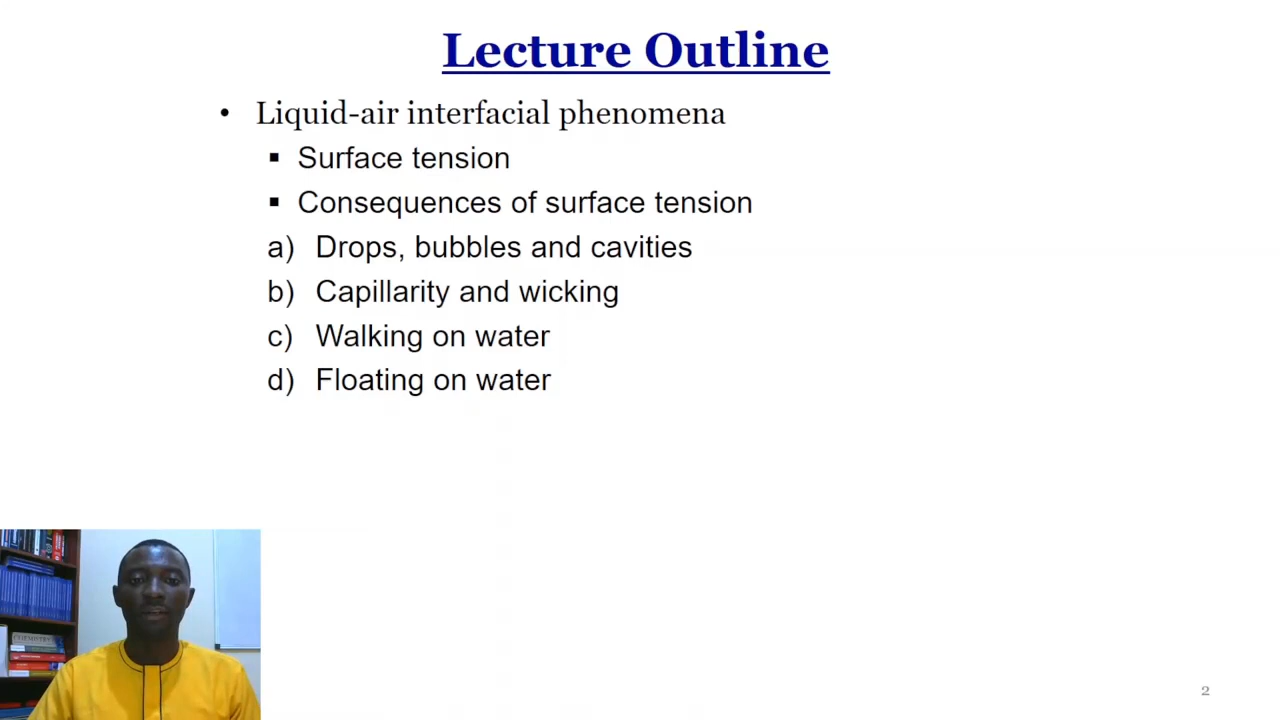 Lecture Outline
• Liquid-air interfacial phenomena
▪ Surface tension
▪ Consequences of surface tension
a) Drops, bubbles and cavities
b) Capillarity and wicking
c) Walking on water
d) Floating on water
CHEMISTRY
2